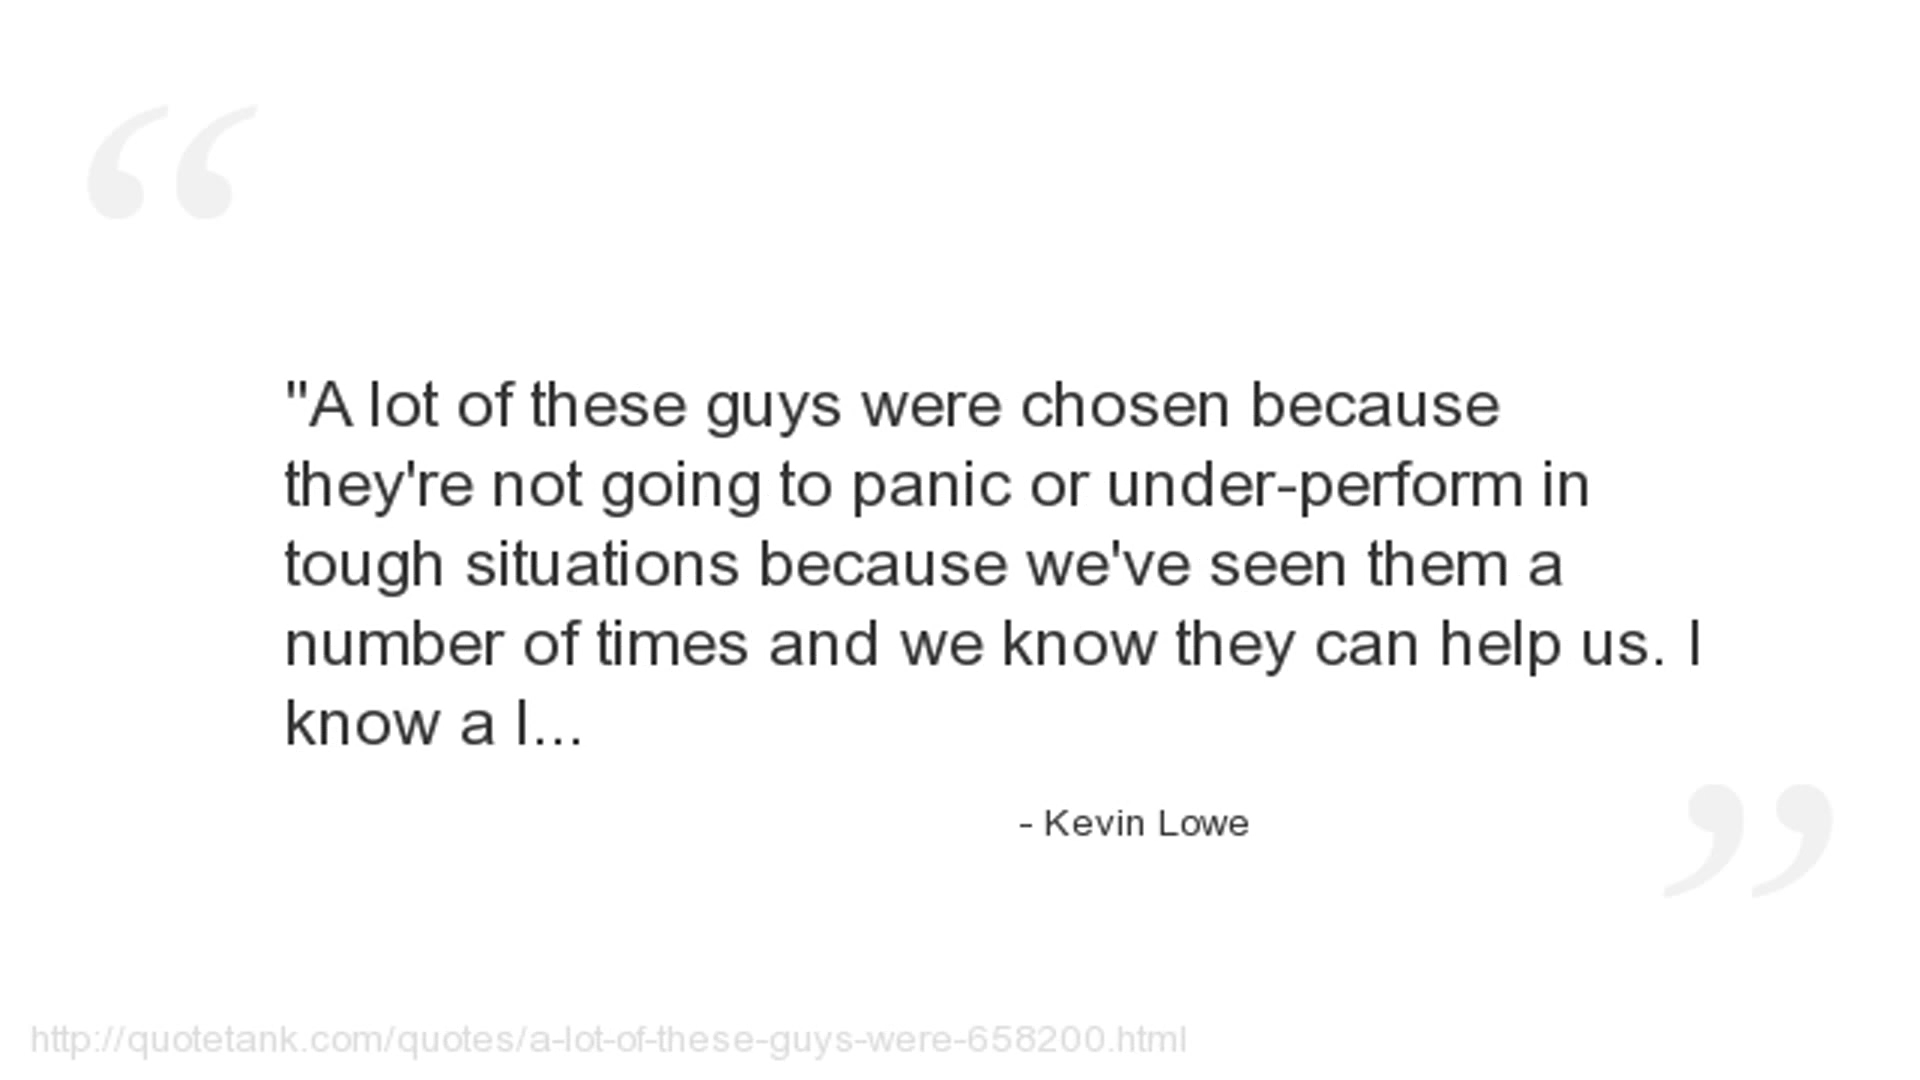 "A lot of these guys were chosen because
they're not going to panic or under-perform in
tough situations because we've seen them a
number of times and we know they can help us. I
know a l...
- Kevin Lowe
http://quotetank.com/quotes/a-lot-of-these-guys-were-658200.html